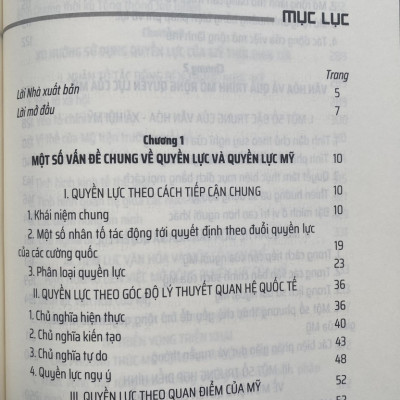 MỤC LỤC
Trang
Lời Nhà xuất bản 5
Lời mở đầu 7
Chương 1
MỘT SỐ VẤN ĐỀ CHUNG VỀ QUYỀN LỰC VÀ QUYỀN LỰC MỸ 10
I. QUYỀN LỰC THEO CÁCH TIẾP CẬN CHUNG 10
1. Khái niệm chung 10
2. Một số nhân tố tác động tới quyết định theo đuổi quyền lực
của các cường quốc 19
3. Phân loại quyền lực 23
II. QUYỀN LỰC THEO GÓC ĐỘ LÝ THUYẾT QUAN HỆ QUỐC TẾ 36
1. Chủ nghĩa hiện thực 36
2. Chủ nghĩa kiến tạo 40
3. Chủ nghĩa tự do 43
4. Quyền lực ngụ ý 48
III. QUYỀN LỰC THEO QUAN ĐIỂM CỦA MỸ 52